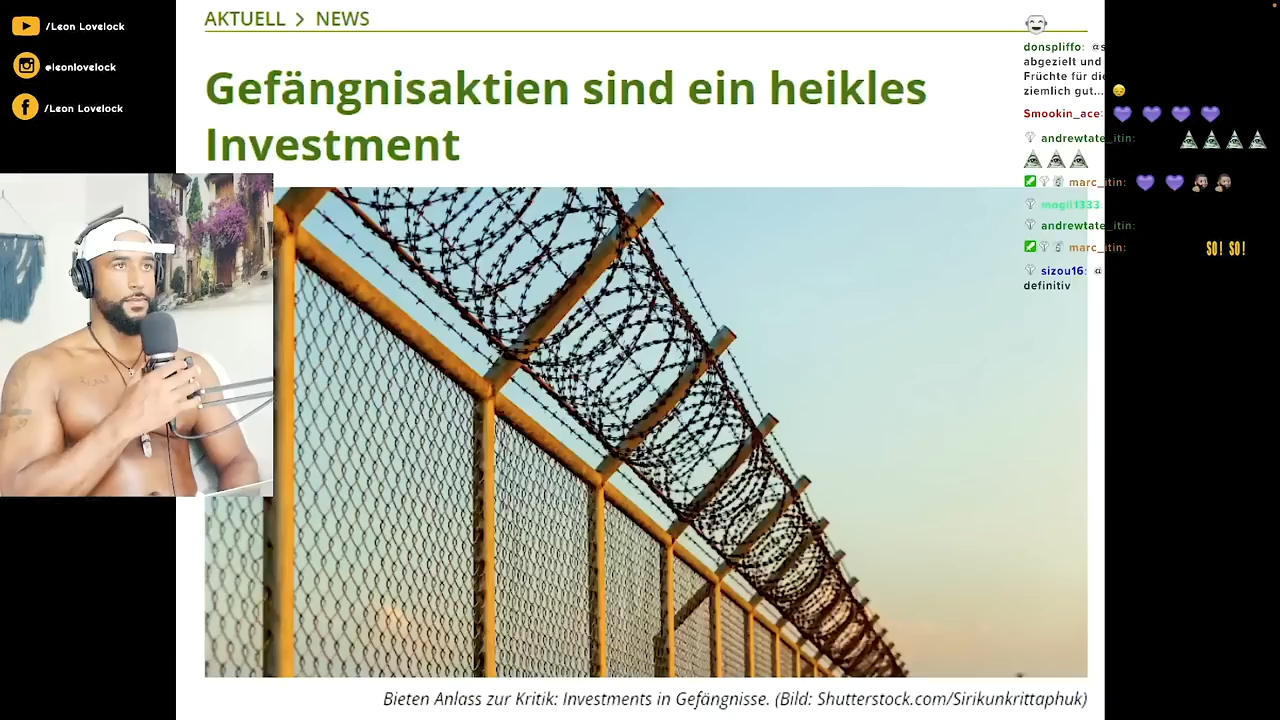 /Leon Lovelock
@leonlovelock
/Leon Lovelock
AKTUELL > NEWS
Gefängnisaktien sind ein heikles
Investment
Bieten Anlass zur Kritik: Investments in Gefängnisse. (Bild: Shutterstock.com/Sirikunkrittaphuk)
donspliffo:
abgezielt und
Früchte für die
ziemlich gut...
Smookin_ace:
andrewtate_itin:
marc_itin:
magil1333
andrewtate_itin:
marc_itin: SO! SO!
sizou16: @
definitiv